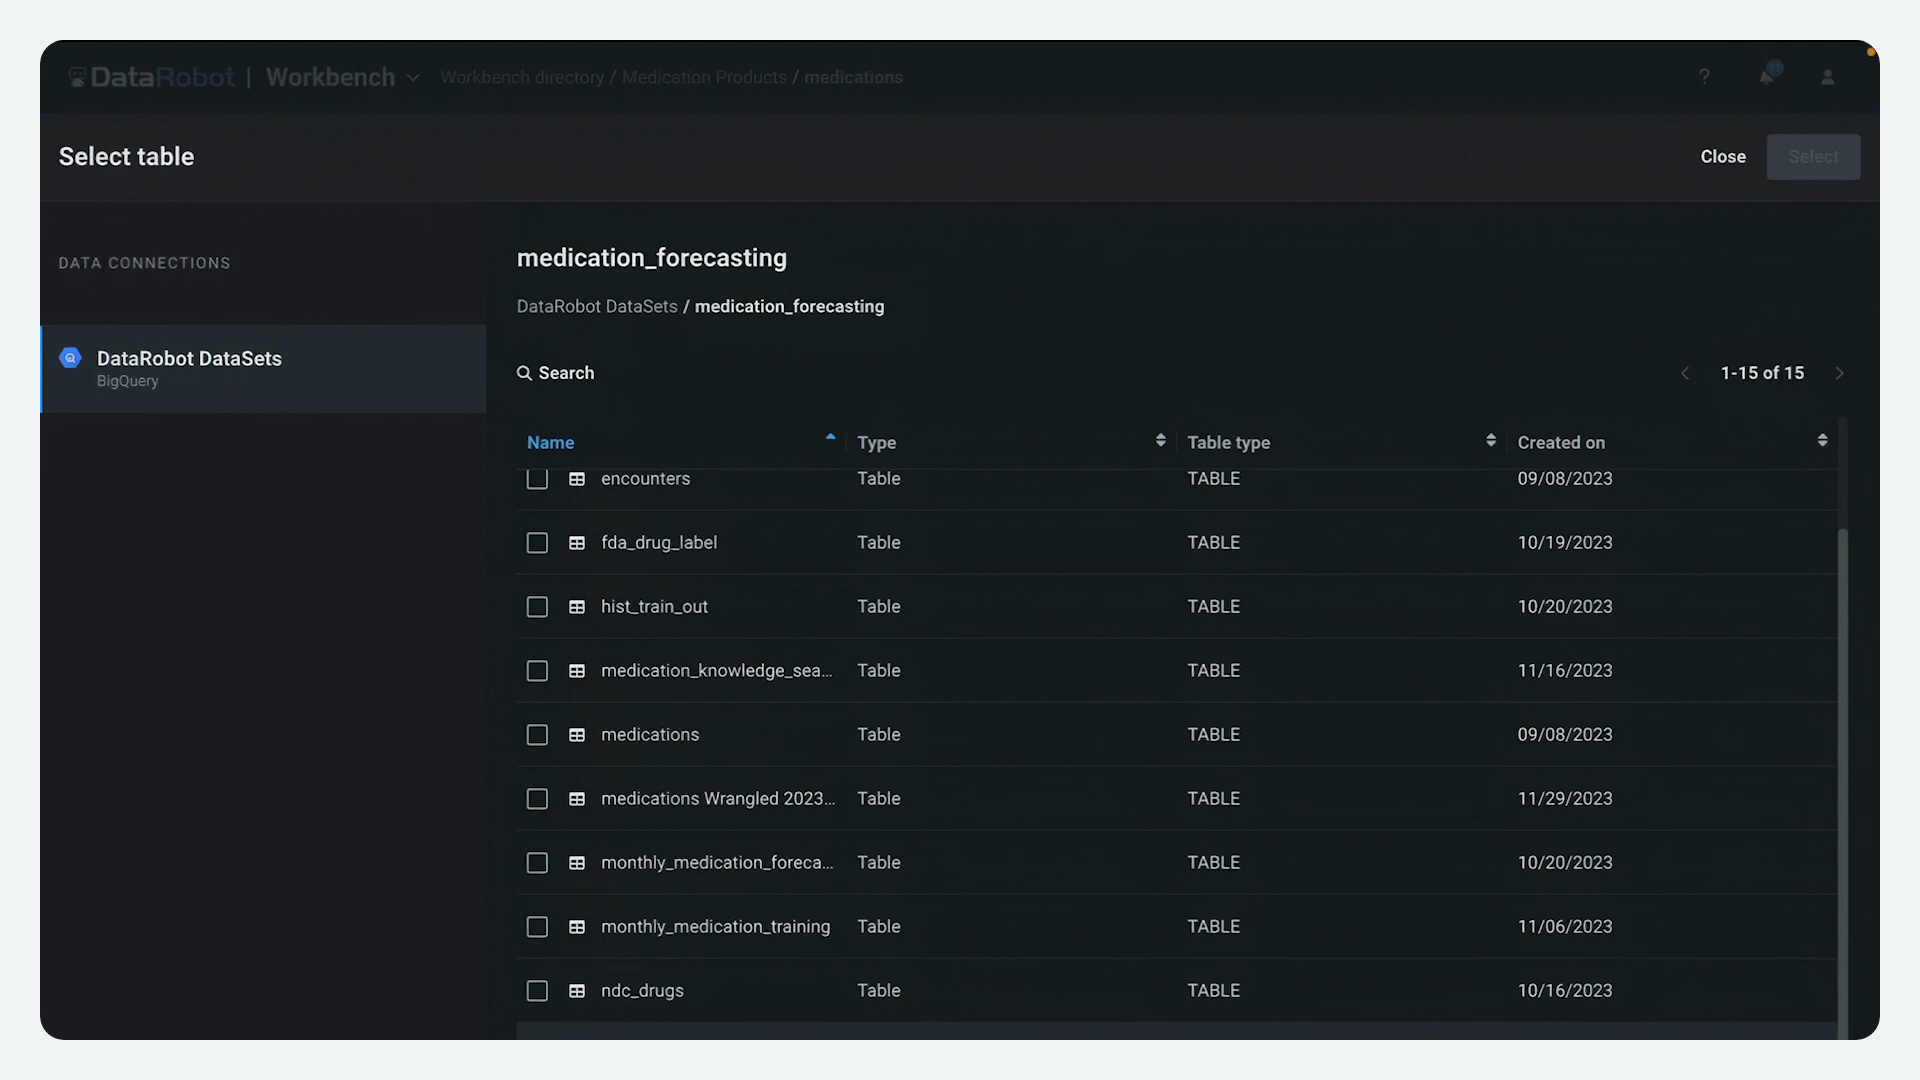 DataRobot | Workbench Workbench directory / Medication Products / medications ?
Select table Close Select
DATA CONNECTIONS
DataRobot DataSets
BigQuery
medication_forecasting
DataRobot DataSets / medication_forecasting
Search 1-15 of 15
Name Type Table type Created on
encounters Table TABLE 09/08/2023
fda_drug_label Table TABLE 10/19/2023
hist_train_out Table TABLE 10/20/2023
medication_knowledge_sea... Table TABLE 11/16/2023
medications Table TABLE 09/08/2023
medications Wrangled 2023... Table TABLE 11/29/2023
monthly_medication_foreca... Table TABLE 10/20/2023
monthly_medication_training Table TABLE 11/06/2023
ndc_drugs Table TABLE 10/16/2023